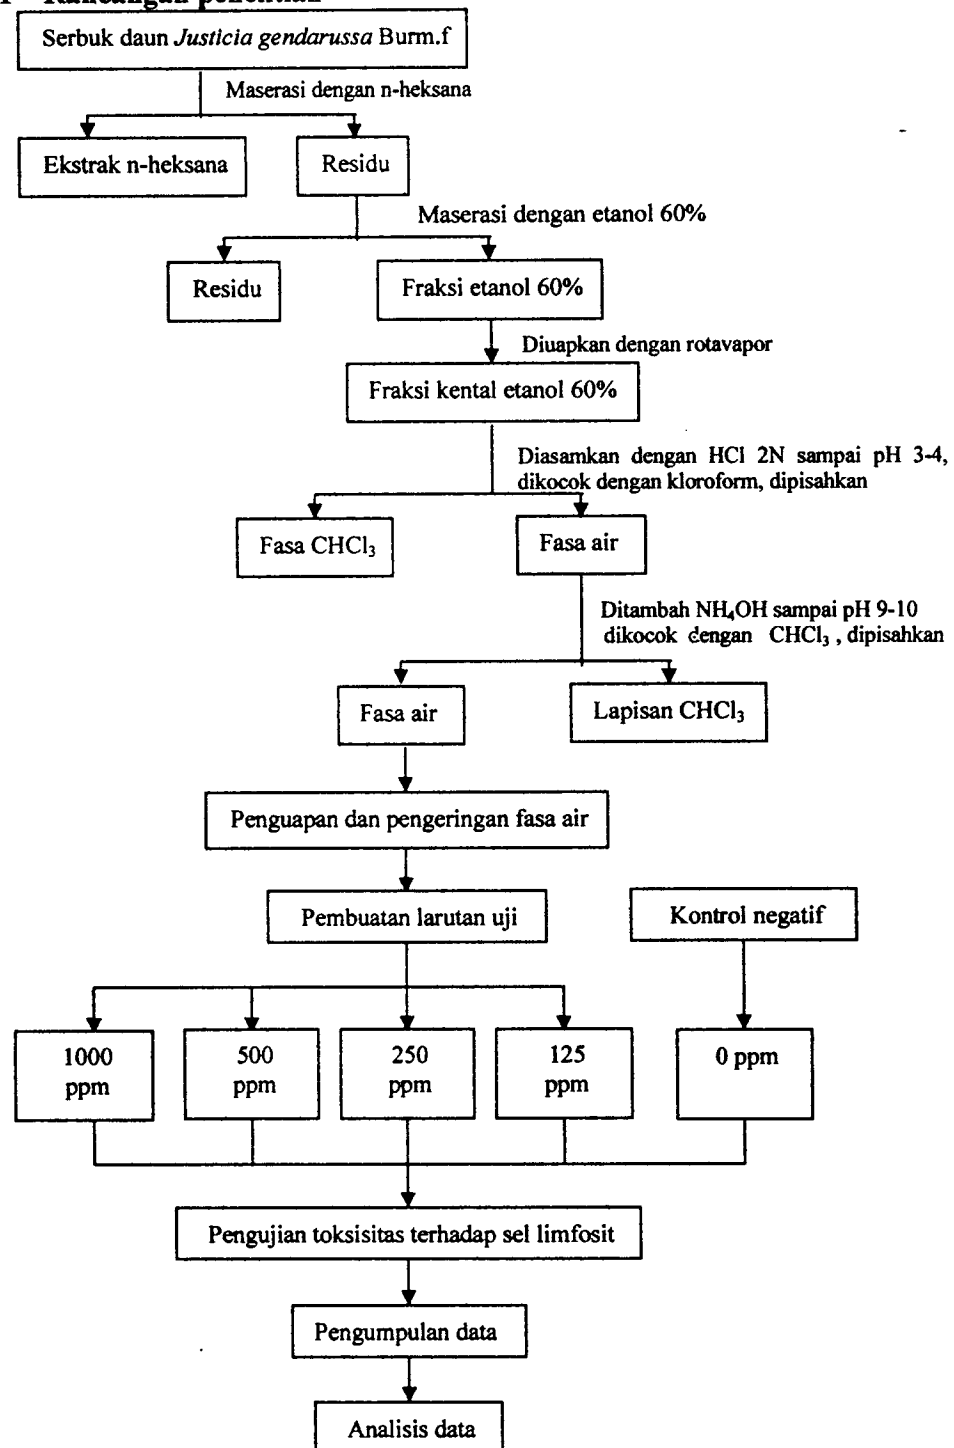 Serbuk daun Justicia gendarussa Burm.f
Maserasi dengan n-heksana
Ekstrak n-heksana
Residu
Maserasi dengan etanol 60%
Residu
Fraksi etanol 60%
Diuapkan dengan rotavapor
Fraksi kental etanol 60%
Diasamkan dengan HCl 2N sampai pH 3-4,
dikocok dengan kloroform, dipisahkan
Fasa CHCl₃
Fasa air
Ditambah NH₄OH sampai pH 9-10
dikocok dengan CHCl₃ , dipisahkan
Fasa air
Lapisan CHCl₃
Penguapan dan pengeringan fasa air
Pembuatan larutan uji
Kontrol negatif
1000
ppm
500
ppm
250
ppm
125
ppm
0 ppm
Pengujian toksisitas terhadap sel limfosit
Pengumpulan data
Analisis data